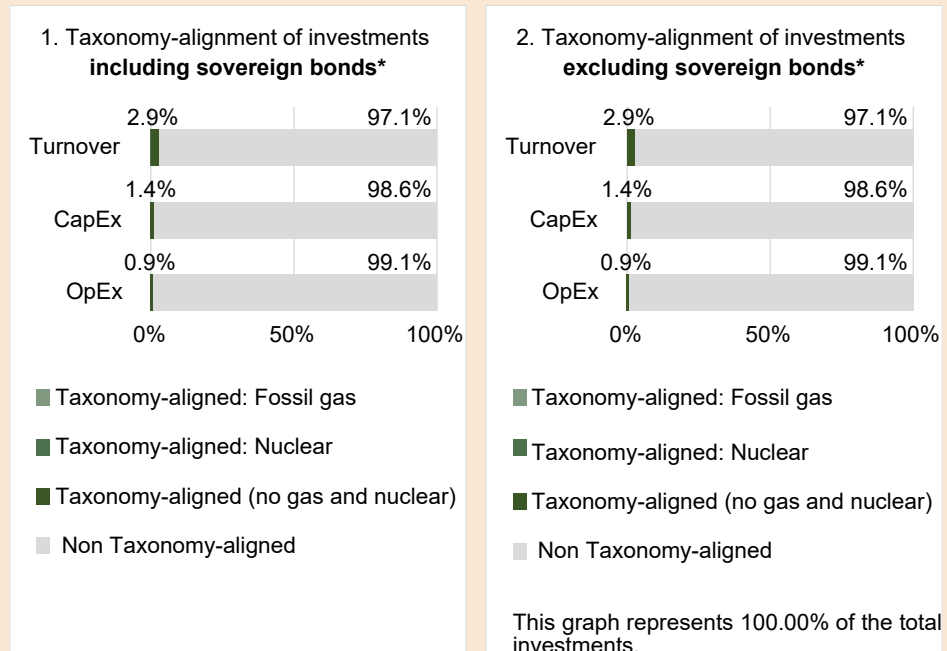 1. Taxonomy-alignment of investments
including sovereign bonds*
2.9% 97.1%
Turnover
1.4% 98.6%
CapEx
0.9% 99.1%
OpEx
0% 50% 100%
Taxonomy-aligned: Fossil gas
Taxonomy-aligned: Nuclear
Taxonomy-aligned (no gas and nuclear)
Non Taxonomy-aligned
2. Taxonomy-alignment of investments
excluding sovereign bonds*
2.9% 97.1%
Turnover
1.4% 98.6%
CapEx
0.9% 99.1%
OpEx
0% 50% 100%
Taxonomy-aligned: Fossil gas
Taxonomy-aligned: Nuclear
Taxonomy-aligned (no gas and nuclear)
Non Taxonomy-aligned
This graph represents 100.00% of the total
investments.